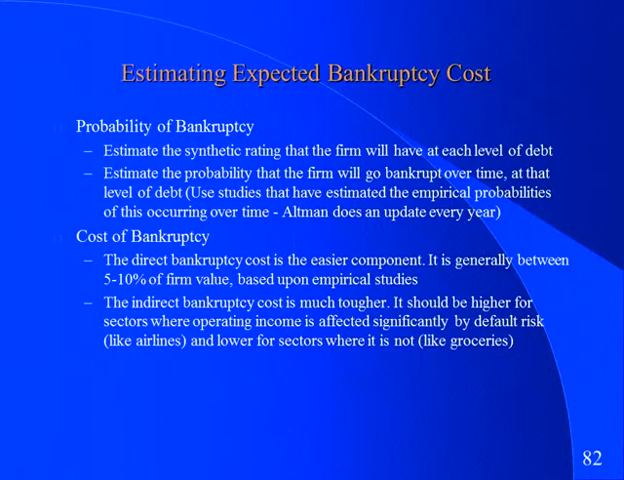 Estimating Expected Bankruptcy Cost
Probability of Bankruptcy
– Estimate the synthetic rating that the firm will have at each level of debt
– Estimate the probability that the firm will go bankrupt over time, at that
level of debt (Use studies that have estimated the empirical probabilities
of this occurring over time - Altman does an update every year)
Cost of Bankruptcy
– The direct bankruptcy cost is the easier component. It is generally between
5-10% of firm value, based upon empirical studies
– The indirect bankruptcy cost is much tougher. It should be higher for
sectors where operating income is affected significantly by default risk
(like airlines) and lower for sectors where it is not (like groceries)
82